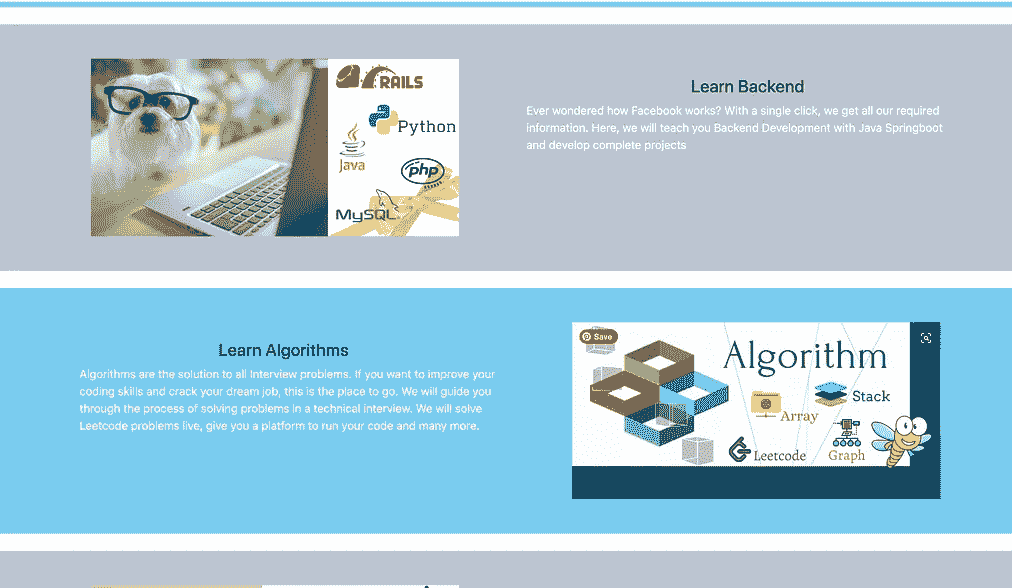 RAILS
Python
Java
php
MySQL
Learn Backend
Ever wondered how Facebook works? With a single click, we get all our required
information. Here, we will teach you Backend Development with Java Springboot
and develop complete projects
Learn Algorithms
Algorithms are the solution to all Interview problems. If you want to improve your
coding skills and crack your dream job, this is the place to go. We will guide you
through the process of solving problems in a technical interview. We will solve
Leetcode problems live, give you a platform to run your code and many more.
Save
Algorithm
Stack
Array
Leetcode
Graph